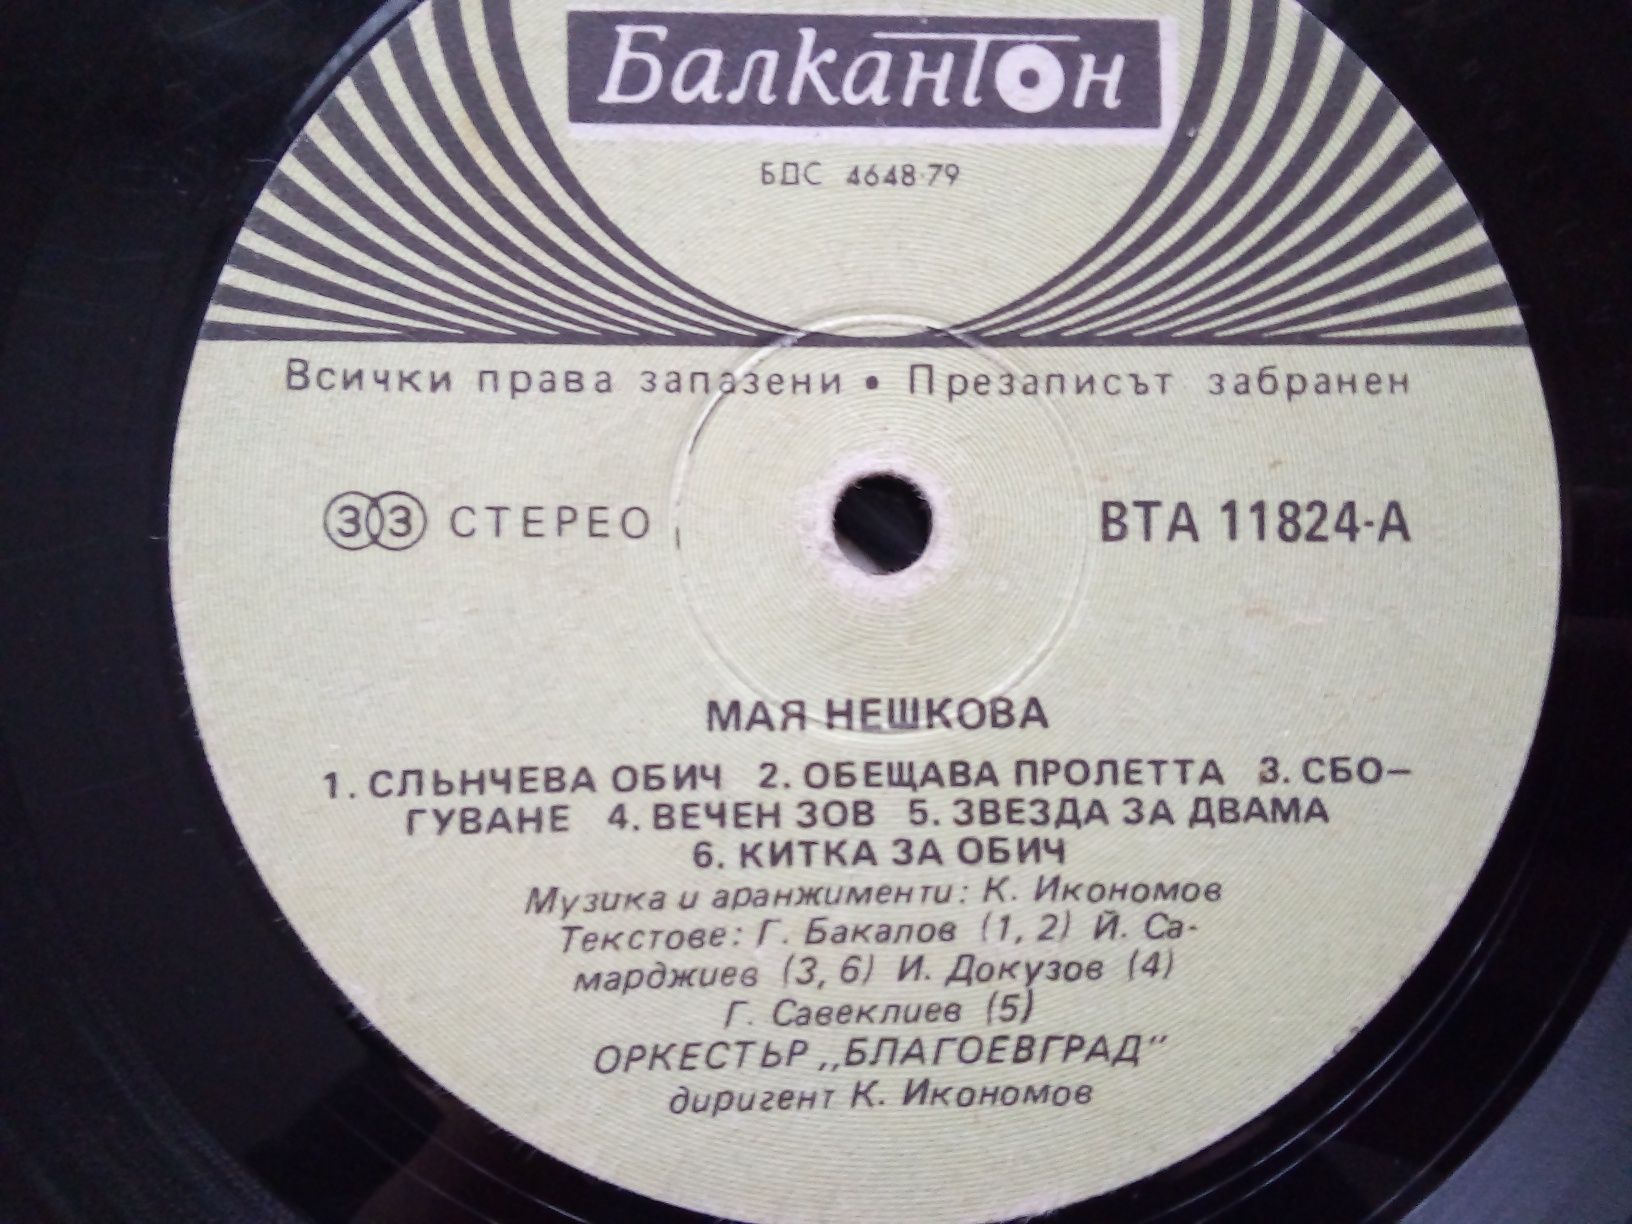 Балкантон
БДС 4648-79
Всички права запазени • Презаписът забранен
33 СТЕРЕО ВТА 11824-А
МАЯ НЕШКОВА
1. СЛЪНЧЕВА ОБИЧ 2. ОБЕЩАВА ПРОЛЕТТА 3. СБО-
ГУВАНЕ 4. ВЕЧЕН ЗОВ 5. ЗВЕЗДА ЗА ДВАМА
6. КИТКА ЗА ОБИЧ
Музика и аранжименти: К. Икономов
Текстове: Г. Бакалов (1, 2) Й. Са-
марджиев (3, 6) И. Докузов (4)
Г. Савеклиев (5)
ОРКЕСТЪР „БЛАГОЕВГРАД"
диригент К. Икономов